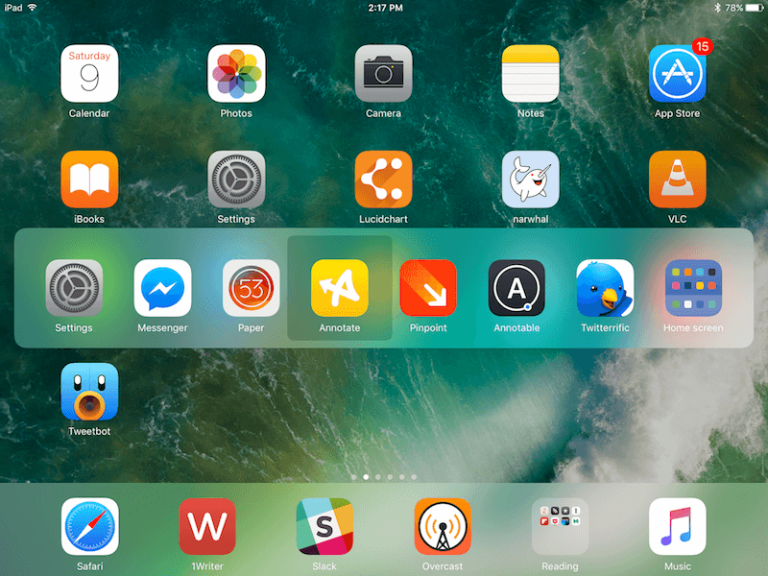 iPad 2:17 PM 78%
15
Saturday
9
Calendar Photos Camera Notes App Store
iBooks Settings Lucidchart narwhal VLC
53
A
Settings Messenger Paper Annotate Pinpoint Annotable Twitterrific Home screen
Tweetbot
W
S
Safari 1Writer Slack Overcast Reading Music